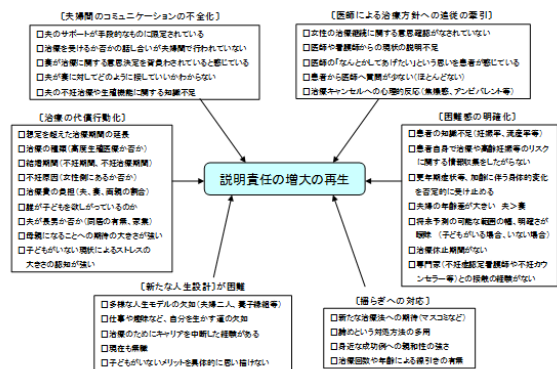 ［夫婦間のコミュニケーションの不全化］
□夫のサポートが手段的なものに限定されている
□治療を受けるか否かの話し合いが夫婦間で行われていない
□妻が治療に関する意思決定を背負わされていると感じている
□夫が妻に対してどのように接していいかわからない
□夫の不妊治療や生殖機能に関する知識不足
［医師による治療方針への追従の牽引］
□女性の治療継続に関する意思確認がなされていない
□医師や看護師からの現状の説明不足
□医師の「なんとかしてあげたい」という思いを患者が感じている
□患者から医師へ質問が少ない（ほとんどない）
□治療キャンセルへの心理的反応（焦燥感、アンビバレント等）
［治療の代償行動化］
□想定を超えた治療期間の延長
□治療の種類（高度生殖医療か否か）
□結婚期間（不妊期間、不妊治療期間）
□不妊原因（女性側にあるか否か）
□治療費の負担（夫、妻、両親の割合）
□誰が子どもを欲しがっているのか
□夫が長男か否か（同居の有無、家業）
□母親になることへの期待の大きさが強い
□子どもがいない現状によるストレスの
大きさの認知が強い
説明責任の増大の再生
［困難感の明確化］
□患者の知識不足（妊娠率、流産率等）
□患者自身で治療や高齢妊娠等のリスク
に関する情報収集をしたがらない
□更年期症状等、加齢に伴う身体的変化
を否定的に受け止める
□夫婦の年齢差が大きい　夫＞妻
□将来予測の可能な範囲の幅、明確さが
曖昧（子どもがいる場合、いない場合）
□治療休止期間がない
□専門家（不妊症認定看護師や不妊カウ
ンセラー等）との接触の経験がない
［新たな人生設計］が困難
□多様な人生モデルの欠如（夫婦二人、養子縁組等）
□仕事や趣味など、自分を生かす道の欠如
□治療のためにキャリアを中断した経験がある
□現在も無職
□子どもがいないメリットを具体的に思い描けない
［揺らぎへの対応］
□新たな治療法への期待（マスコミなど）
□諦めという対処方法の多用
□身近な成功例への親和性の強さ
□治療回数や年齢による線引きの有無